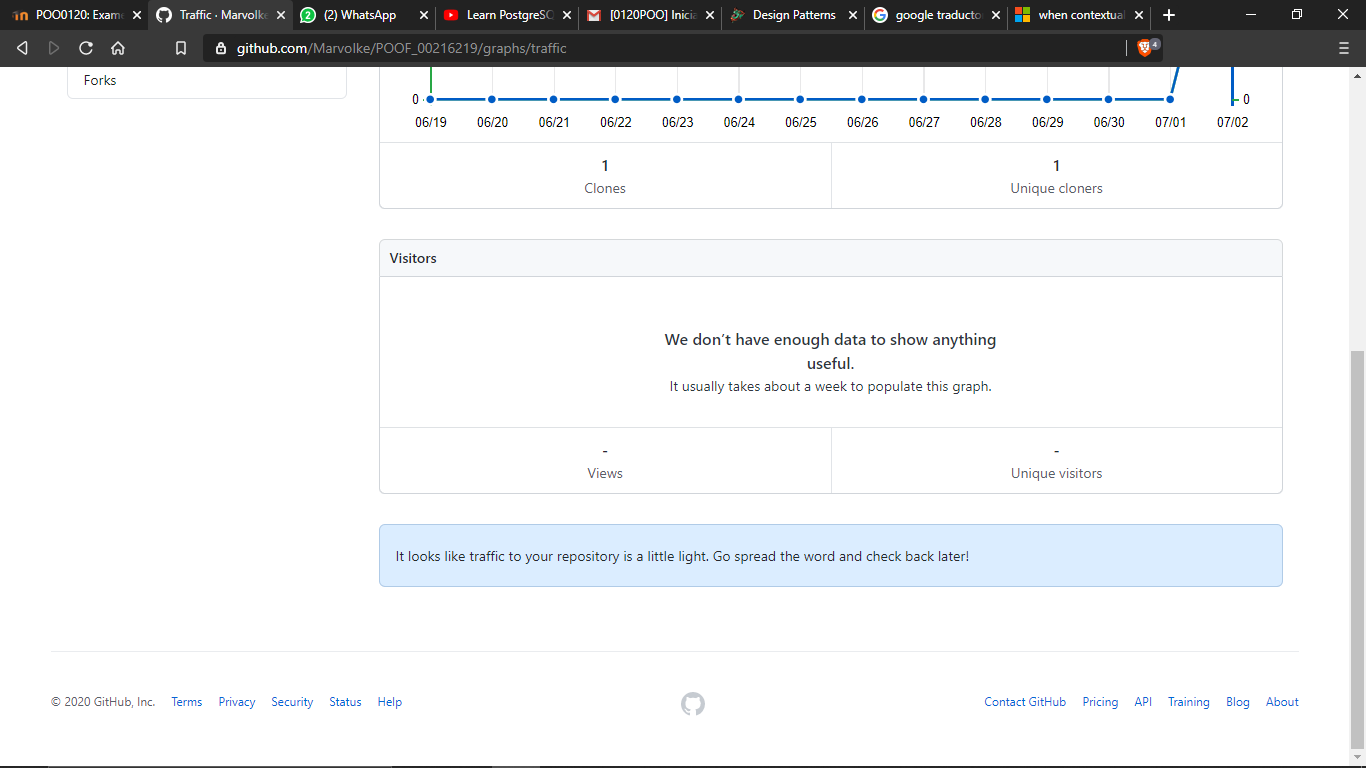 POO0120: Exame
Traffic · Marvolke
(2) WhatsApp
Learn PostgreSQ
[0120POO] Inicia
Design Patterns
google traducto
when contextual
github.com/Marvolke/POOF_00216219/graphs/traffic
4
Forks
0 0
06/19 06/20 06/21 06/22 06/23 06/24 06/25 06/26 06/27 06/28 06/29 06/30 07/01 07/02
1
Clones
1
Unique cloners
Visitors
We don't have enough data to show anything
useful.
It usually takes about a week to populate this graph.
-
Views
-
Unique visitors
It looks like traffic to your repository is a little light. Go spread the word and check back later!
© 2020 GitHub, Inc. Terms Privacy Security Status Help
Contact GitHub Pricing API Training Blog About